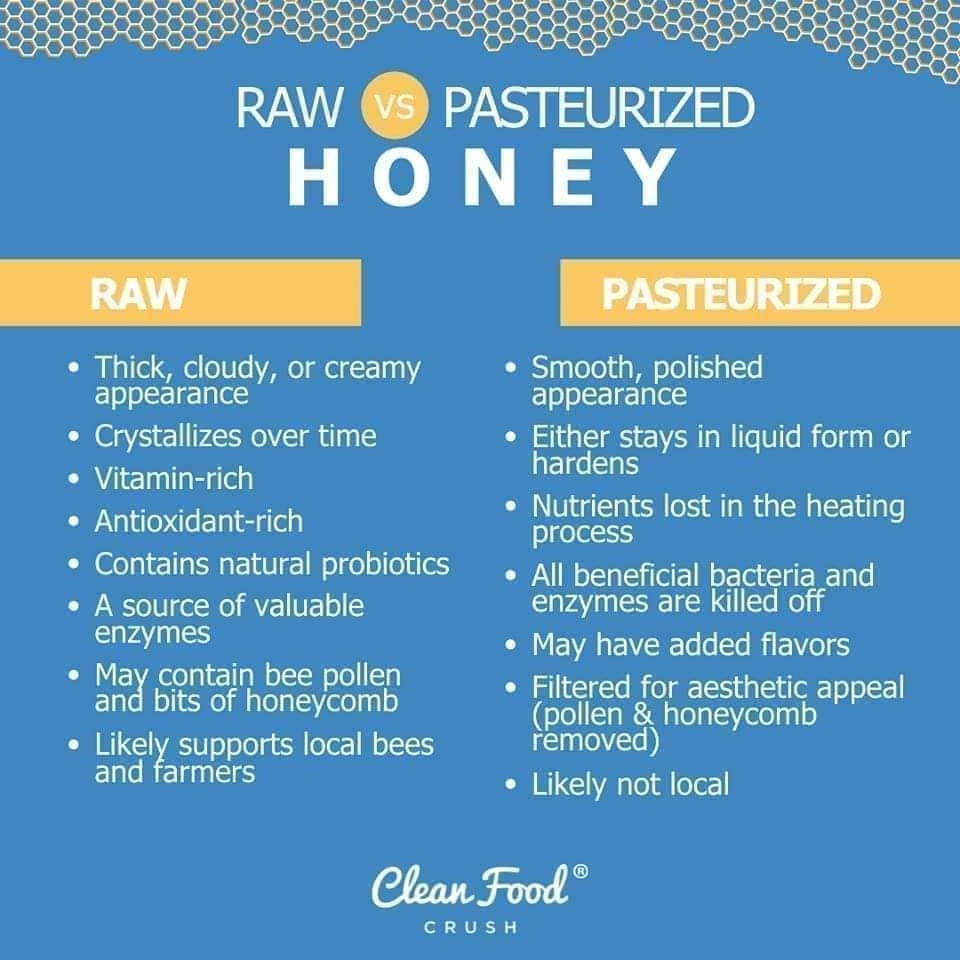 RAW VS PASTEURIZED
HONEY
RAW
• Thick, cloudy, or creamy
appearance
• Crystallizes over time
• Vitamin-rich
• Antioxidant-rich
• Contains natural probiotics
• A source of valuable
enzymes
• May contain bee pollen
and bits of honeycomb
• Likely supports local bees
and farmers
PASTEURIZED
• Smooth, polished
appearance
• Either stays in liquid form or
hardens
• Nutrients lost in the heating
process
• All beneficial bacteria and
enzymes are killed off
• May have added flavors
• Filtered for aesthetic appeal
(pollen & honeycomb
removed)
• Likely not local
Clean Food®
CRUSH